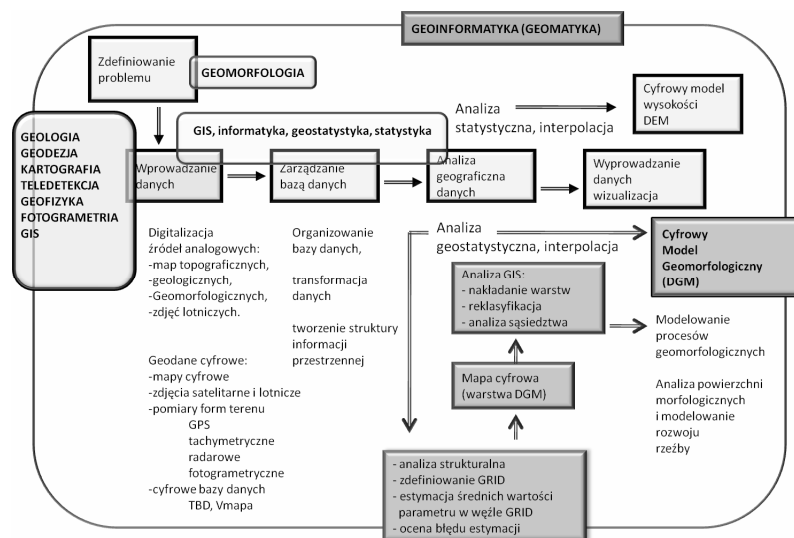 GEOINFORMATYKA (GEOMATYKA)
Zdefiniowanie
problemu
GEOMORFOLOGIA
GEOLOGIA
GEODEZJA
KARTOGRAFIA
TELEDETEKCJA
GEOFIZYKA
FOTOGRAMETRIA
GIS
GIS, informatyka, geostatystyka, statystyka
Analiza
statystyczna, interpolacja
Cyfrowy model
wysokości
DEM
Wprowadzanie
danych
Zarządzanie
bazą danych
Analiza
geograficzna
danych
Wyprowadzanie
danych
wizualizacja
Digitalizacja
źródeł analogowych:
-map topograficznych,
-geologicznych,
-Geomorfologicznych,
-zdjęć lotniczych.
Geodane cyfrowe:
-mapy cyfrowe
-zdjęcia satelitarne i lotnicze
-pomiary form terenu
GPS
tachymetryczne
radarowe
fotogrametryczne
-cyfrowe bazy danych
TBD, Vmapa
Organizowanie
bazy danych,
transformacja
danych
tworzenie struktury
informacji
przestrzennej
Analiza
geostatystyczna, interpolacja
Cyfrowy
Model
Geomorfologiczny
(DGM)
Analiza GIS:
- nakładanie warstw
- reklasyfikacja
- analiza sąsiedztwa
Mapa cyfrowa
(warstwa DGM)
- analiza strukturalna
- zdefiniowanie GRID
- estymacja średnich wartości
parametru w węźle GRID
- ocena błędu estymacji
Modelowanie
procesów
geomorfologicznych
Analiza powierzchni
morfologicznych
i modelowanie
rozwoju
rzeźby